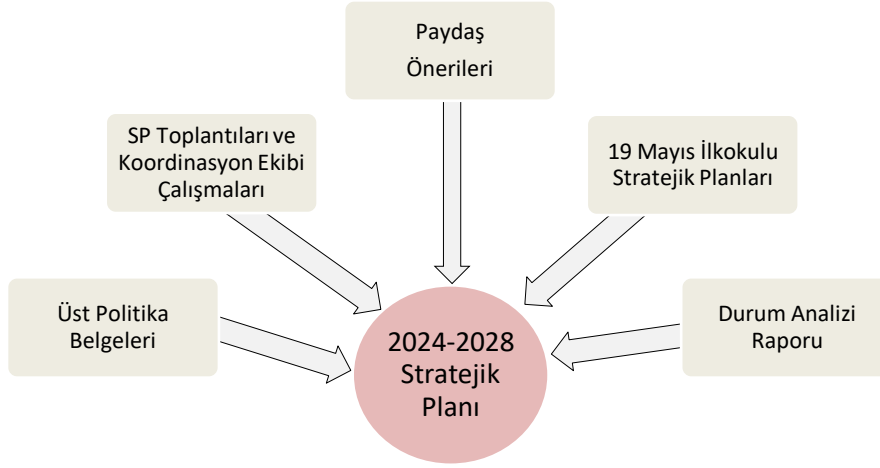 Paydaş
Önerileri
SP Toplantıları ve
Koordinasyon Ekibi
Çalışmaları
19 Mayıs İlkokulu
Stratejik Planları
Üst Politika
Belgeleri
Durum Analizi
Raporu
2024-2028
Stratejik
Planı